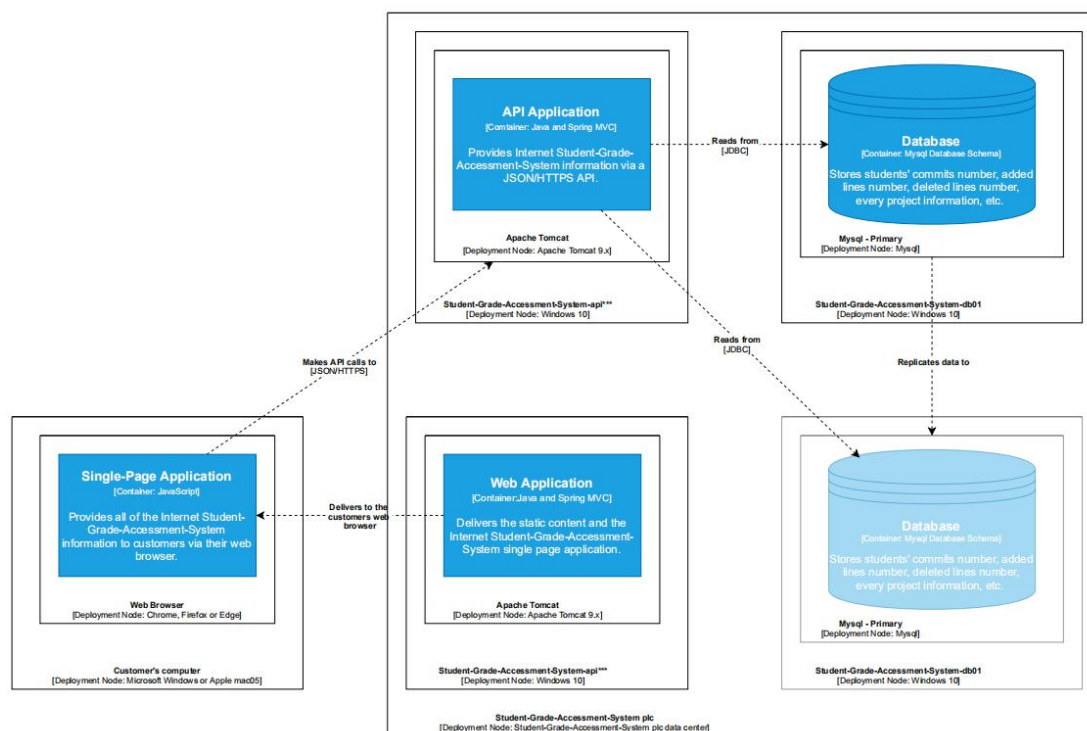 API Application
[Container: Java and Spring MVC]
Provides Internet Student-Grade-
Assessment-System information via a
JSON/HTTPS API.
Apache Tomcat
[Deployment Node: Apache Tomcat 9.x]
Student-Grade-Assessment-System-api***
[Deployment Node: Windows 10]
Reads from
[JDBC]
Database
[Container: Mysql Database Schema]
Stores students' commits number, added
lines number, deleted lines number,
every project information, etc.
Mysql - Primary
[Deployment Node: Mysql]
Student-Grade-Assessment-System-db01
[Deployment Node: Windows 10]
Makes API calls to
[JSON/HTTPS]
Reads from
[JDBC]
Replicates data to
Single-Page Application
[Container: JavaScript]
Provides all of the Internet Student-
Grade-Assessment-System
information to customers via their web
browser.
Web Browser
[Deployment Node: Chrome, Firefox or Edge]
Customer's computer
[Deployment Node: Microsoft Windows or Apple mac05]
Delivers to the
customers web
browser
Web Application
[Container:Java and Spring MVC]
Delivers the static content and the
Internet Student-Grade-Assessment-
System single page application.
Apache Tomcat
[Deployment Node: Apache Tomcat 9.x]
Student-Grade-Assessment-System-api***
[Deployment Node: Windows 10]
Database
[Container: Mysql Database Schema]
Stores students' commits number, added
lines number, deleted lines number,
every project information, etc.
Mysql - Primary
[Deployment Node: Mysql]
Student-Grade-Assessment-System-db01
[Deployment Node: Windows 10]
Student-Grade-Assessment-System plc
[Deployment Node: Student-Grade-Assessment-System plc data center]